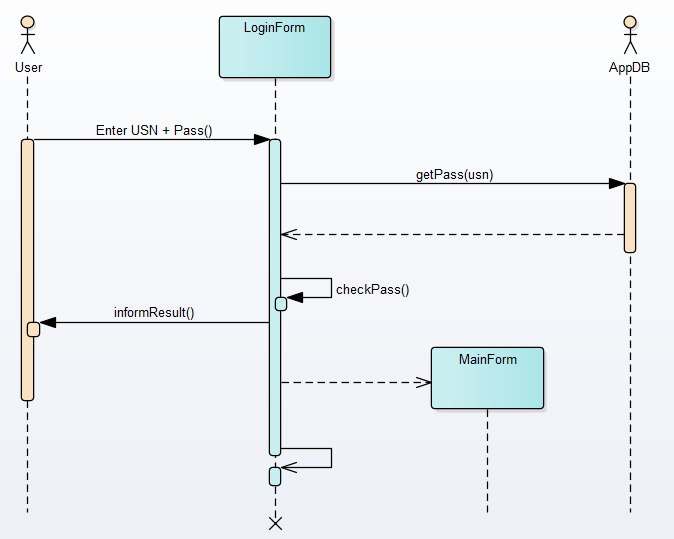 LoginForm
User
AppDB
Enter USN + Pass()
getPass(usn)
checkPass()
informResult()
MainForm